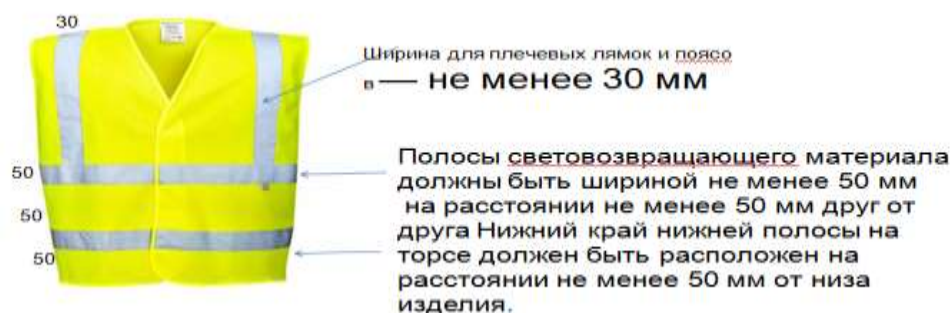 30
Ширина для плечевых лямок и поясо
в — не менее 30 мм
50
50
50
Полосы световозвращающего материала
должны быть шириной не менее 50 мм
на расстоянии не менее 50 мм друг от
друга Нижний край нижней полосы на
торсе должен быть расположен на
расстоянии не менее 50 мм от низа
изделия.